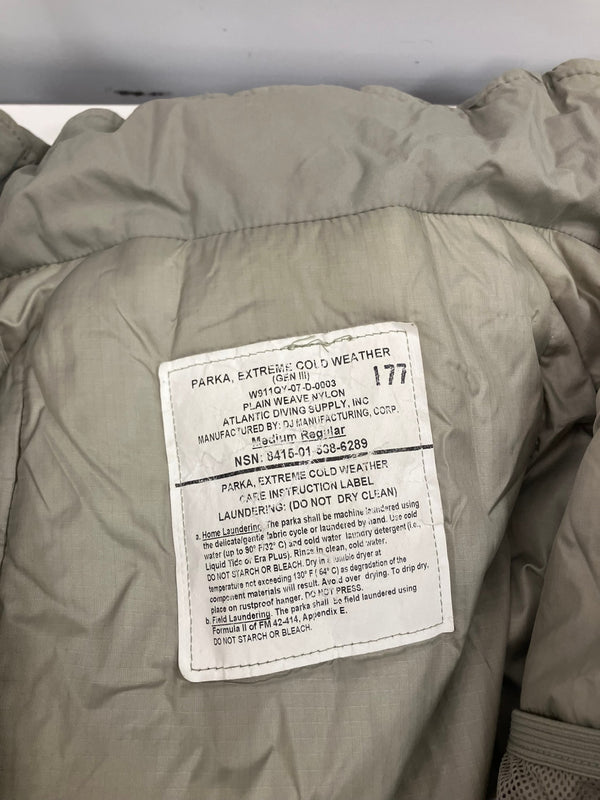 PARKA, EXTREME COLD WEATHER
(GEN III)
177
W911QY-07-D-0003
PLAIN WEAVE NYLON
ATLANTIC DIVING SUPPLY, INC
MANUFACTURED BY: DJ MANUFACTURING, CORP.
Medium Regular
NSN: 8415-01-538-6289
PARKA, EXTREME COLD WEATHER
CARE INSTRUCTION LABEL
LAUNDERING: (DO NOT DRY CLEAN)
a. Home Laundering. The parka shall be machine laundered using
the delicate/gentle fabric cycle or laundered by hand. Use cold
water (up to 90° F/32° C) and cold water laundry detergent (i.e.,
Liquid Tide or Era Plus). Rinse in clean, cold water.
DO NOT STARCH OR BLEACH. Dry in a tumble dryer at
temperature not exceeding 130° F ( 54° C) as degradation of the
component materials will result. Avoid over drying. To drip dry,
place on rustproof hanger. DO NOT PRESS.
b. Field Laundering. The parka shall be field laundered using
Formula II of FM 42-414, Appendix E.
DO NOT STARCH OR BLEACH.